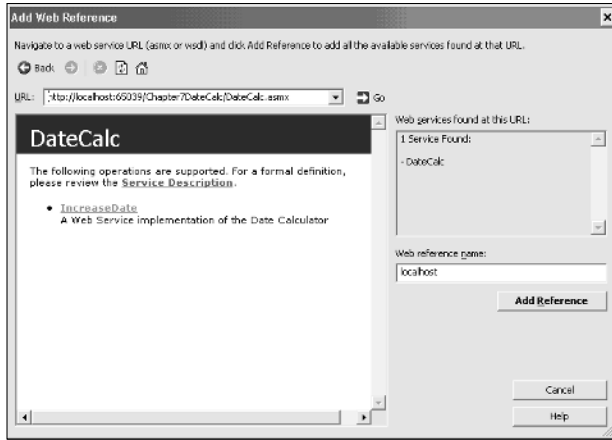 Add Web Reference
Navigate to a web service URL (asmx or wsdl) and click Add Reference to add all the available services found at that URL.
Back
URL: http://localhost:65039/Chapter7DateCalc/DateCalc.asmx
Go
DateCalc
The following operations are supported. For a formal definition,
please review the Service Description.
• IncreaseDate
A Web Service implementation of the Date Calculator
Web services found at this URL:
1 Service Found:
- DateCalc
Web reference name:
localhost
Add Reference
Cancel
Help